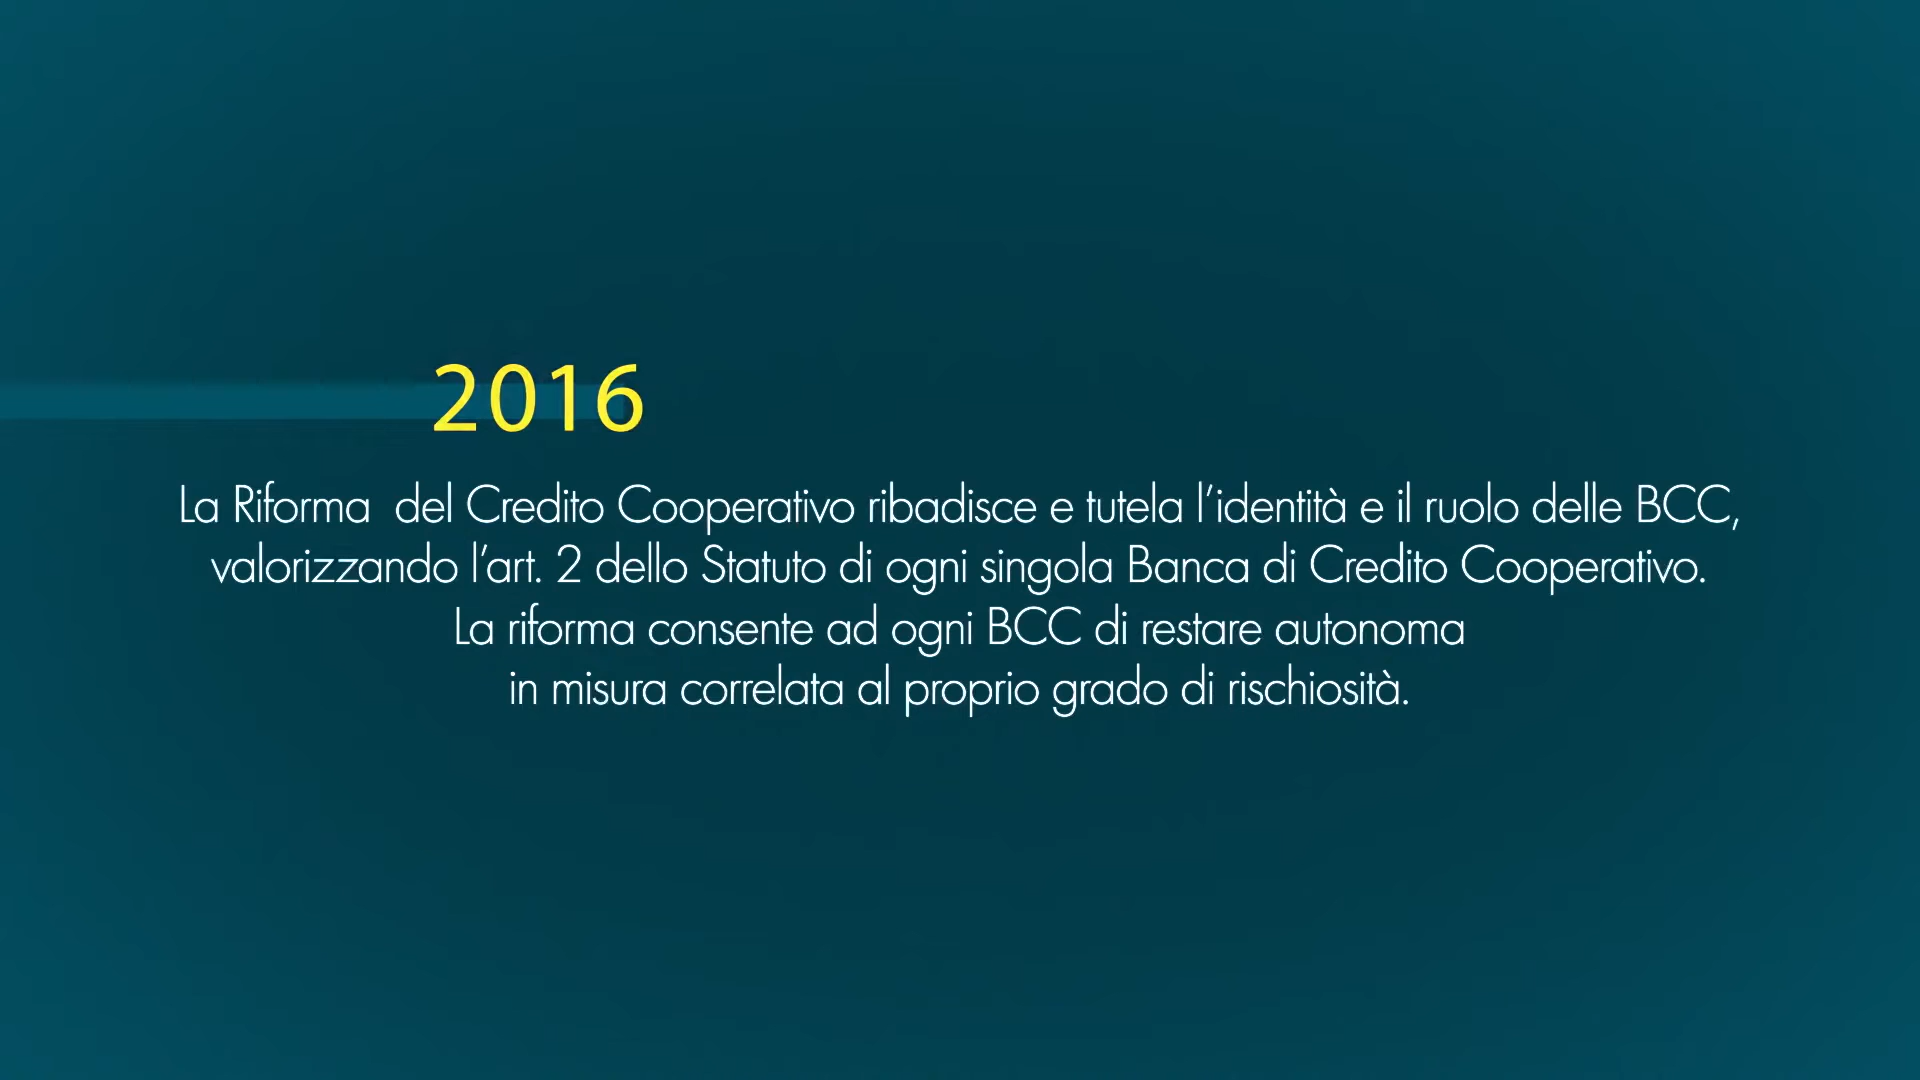 2016
La Riforma  del Credito Cooperativo ribadisce e tutela l’identità e il ruolo delle BCC,
valorizzando l’art. 2 dello Statuto di ogni singola Banca di Credito Cooperativo.
La riforma consente ad ogni BCC di restare autonoma
in misura correlata al proprio grado di rischiosità.